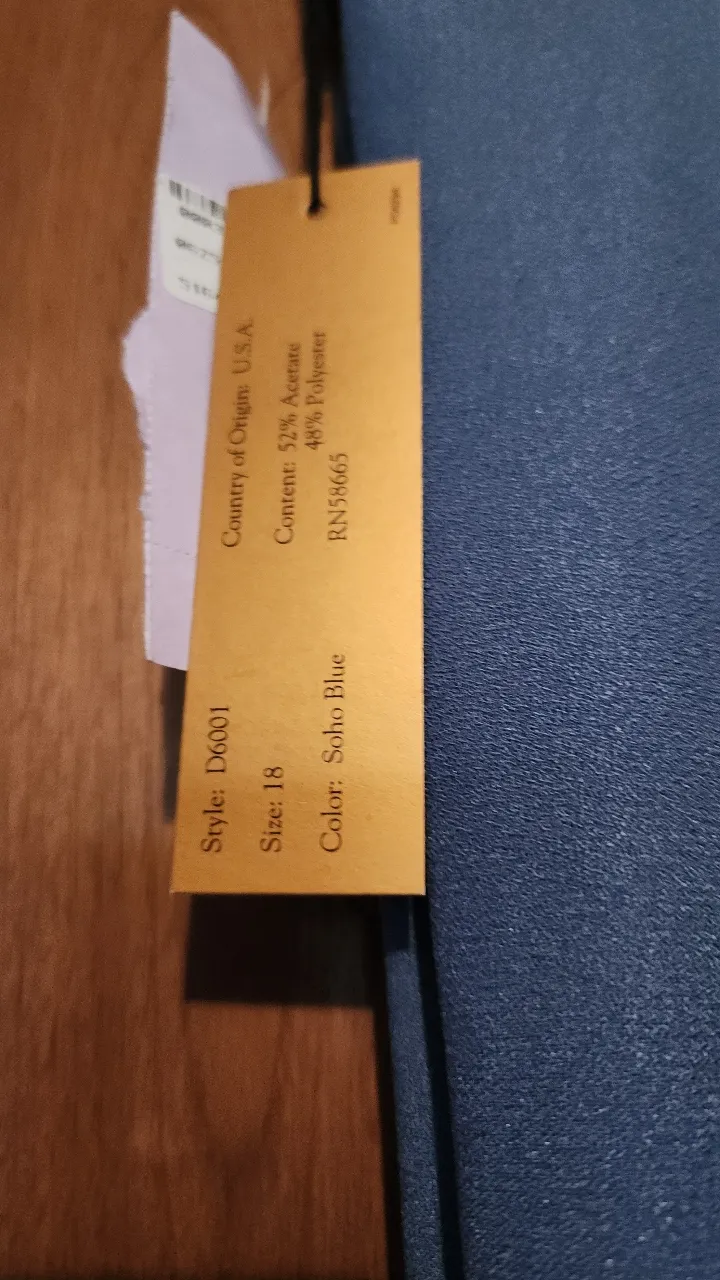 Style: D6001
Size: 18
Color: Soho Blue
Country of Origin: U.S.A.
Content: 52% Acetate
48% Polyester
RN58665